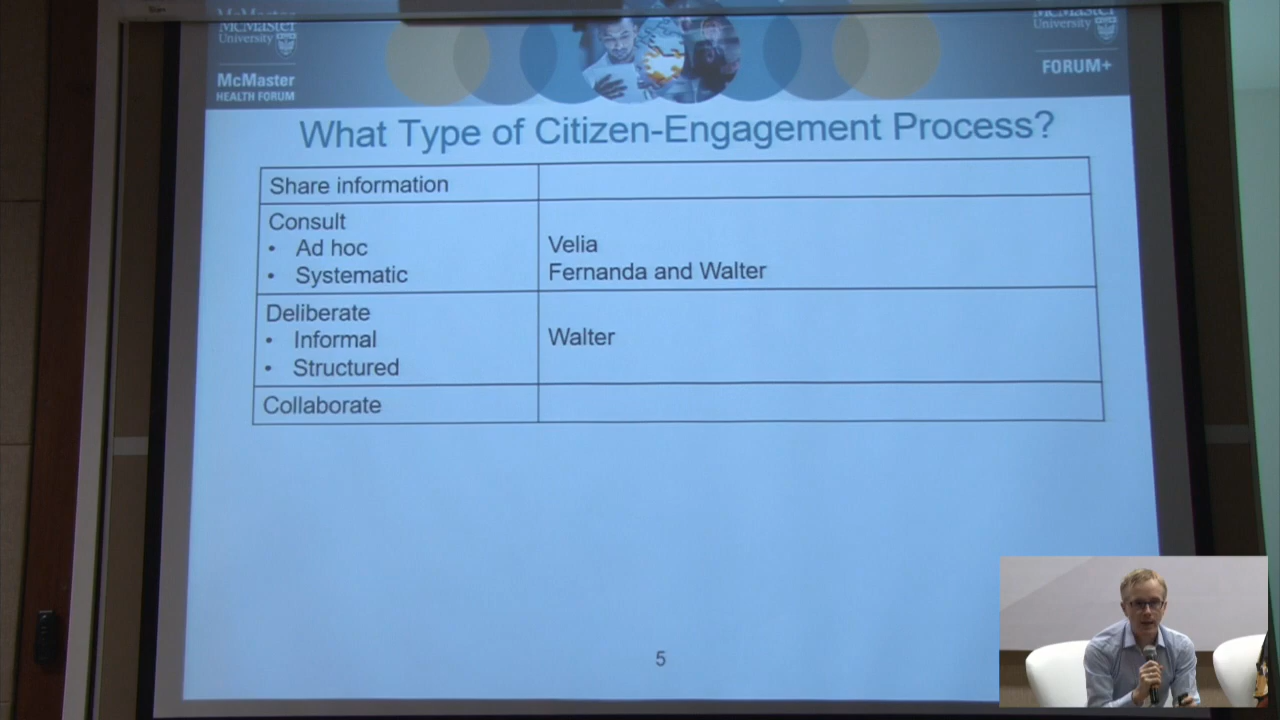 McMaster
University
McMaster
HEALTH FORUM
McMaster
University
FORUM+
What Type of Citizen-Engagement Process?
Share information
Consult
• Ad hoc
Velia
• Systematic
Fernanda and Walter
Deliberate
• Informal
Walter
• Structured
Collaborate
5